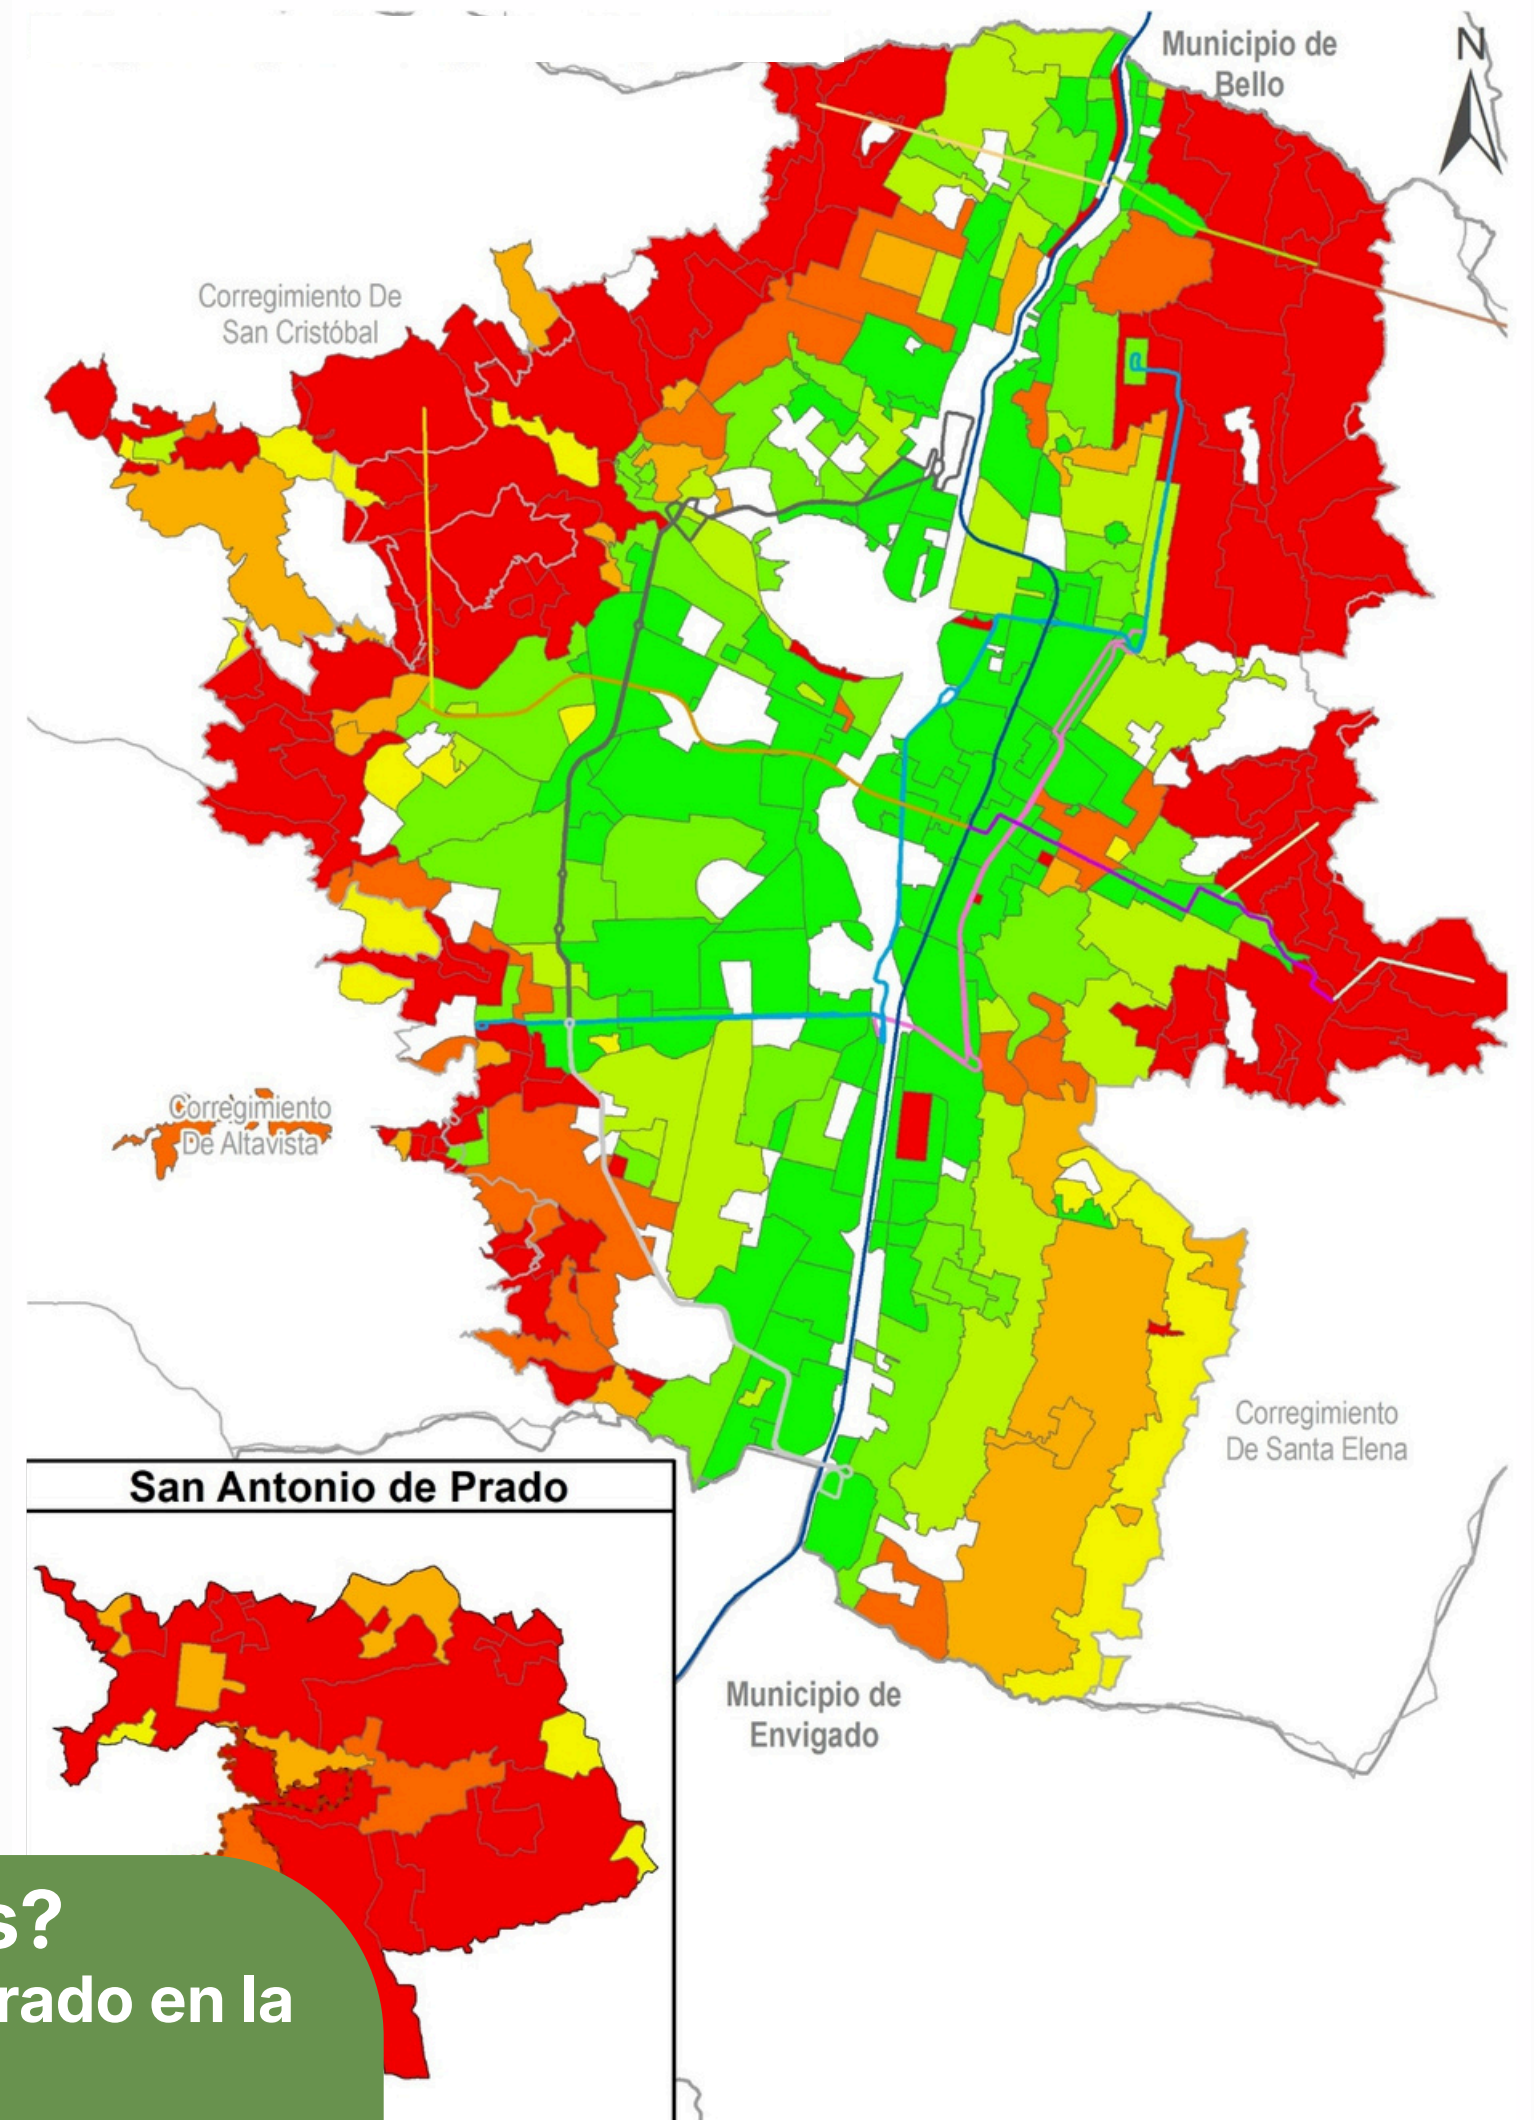 Municipio de
Bello
N
Corregimiento De
San Cristóbal
Corregimiento
De Altavista
Corregimiento
De Santa Elena
San Antonio de Prado
Municipio de
Envigado
s?
rado en la